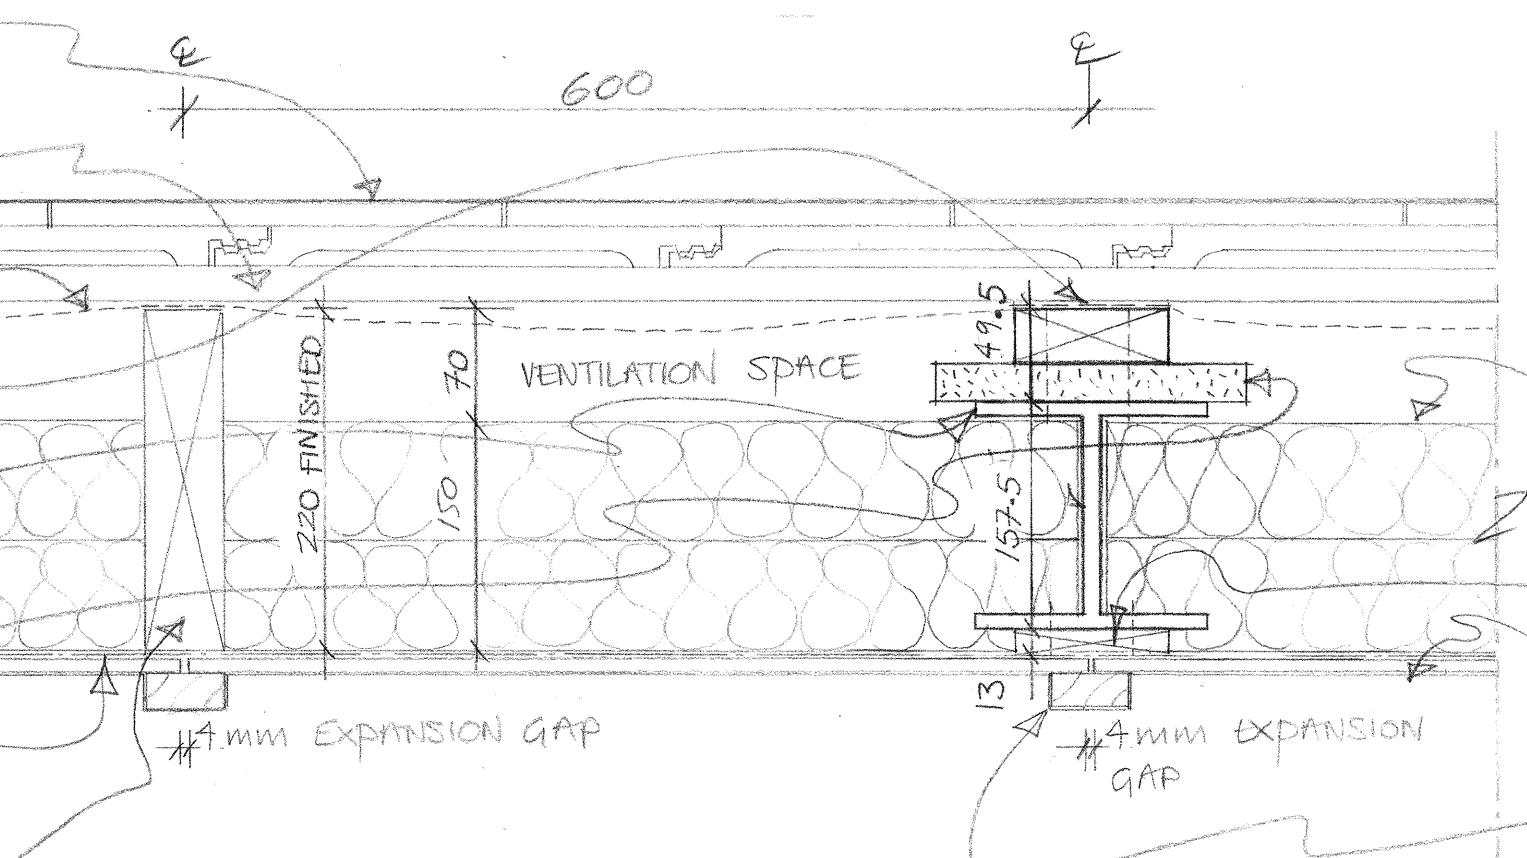 ℄
℄
600
49.5
220 FINISHED
70
VENTILATION SPACE
150
157.5
13
4mm EXPANSION GAP
4mm EXPANSION
GAP